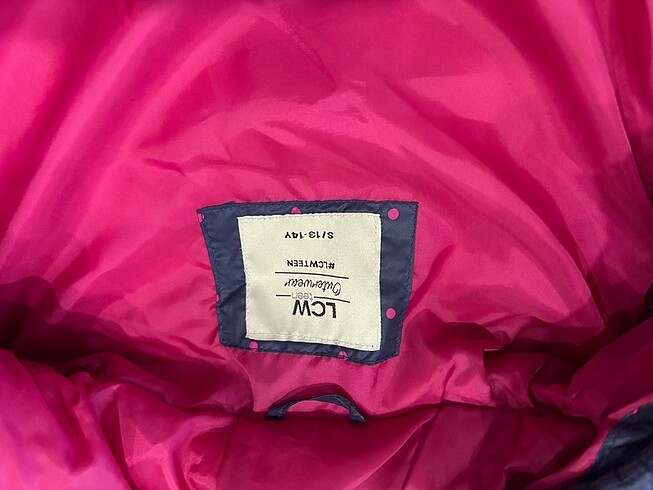 LCW
teen
Outerwear
#LCWTEEN
S/13-14Y